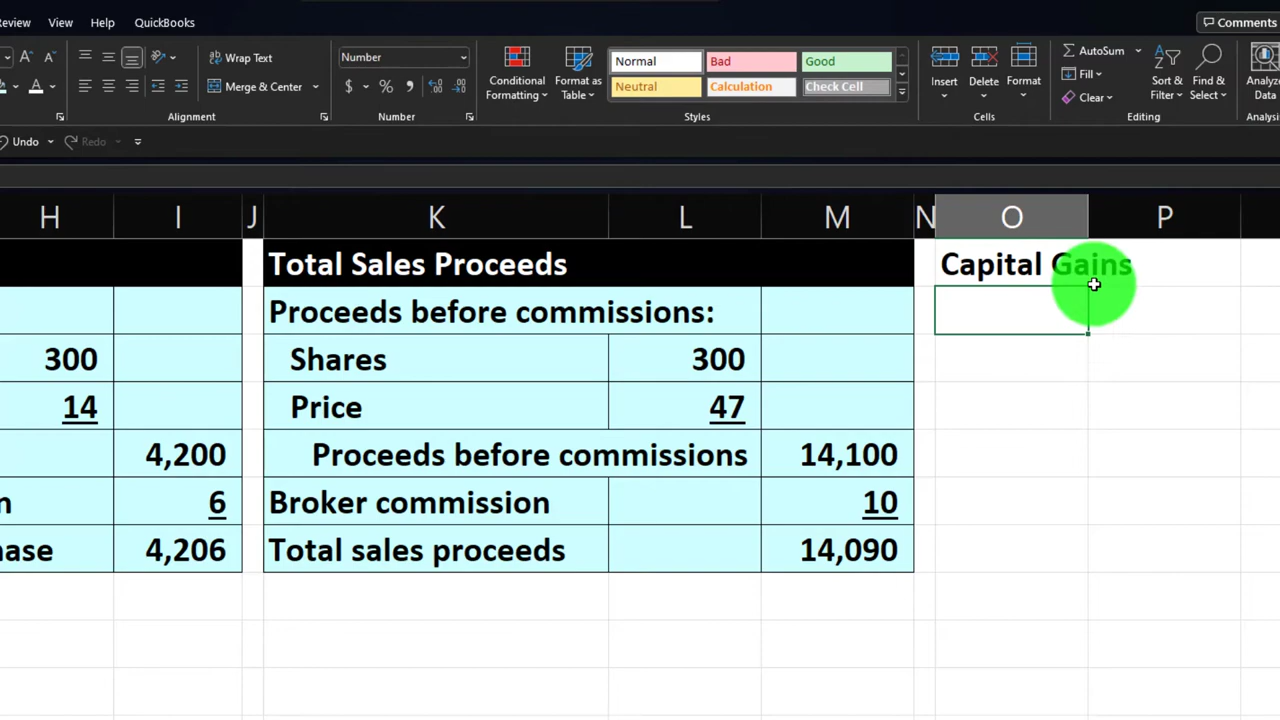 Review View Help QuickBooks Comments
Wrap Text Number Normal Bad Good AutoSum
Merge & Center $ % Conditional Formatting Format as Table Neutral Calculation Check Cell Insert Delete Format Fill Clear Sort & Filter Find & Select Analyze Data
Alignment Number Styles Cells Editing
Undo Redo
H I J K L M N O P
Total Sales Proceeds Capital Gains
Proceeds before commissions:
300 Shares 300
14 Price 47
4,200 Proceeds before commissions 14,100
6 Broker commission 10
4,206 Total sales proceeds 14,090